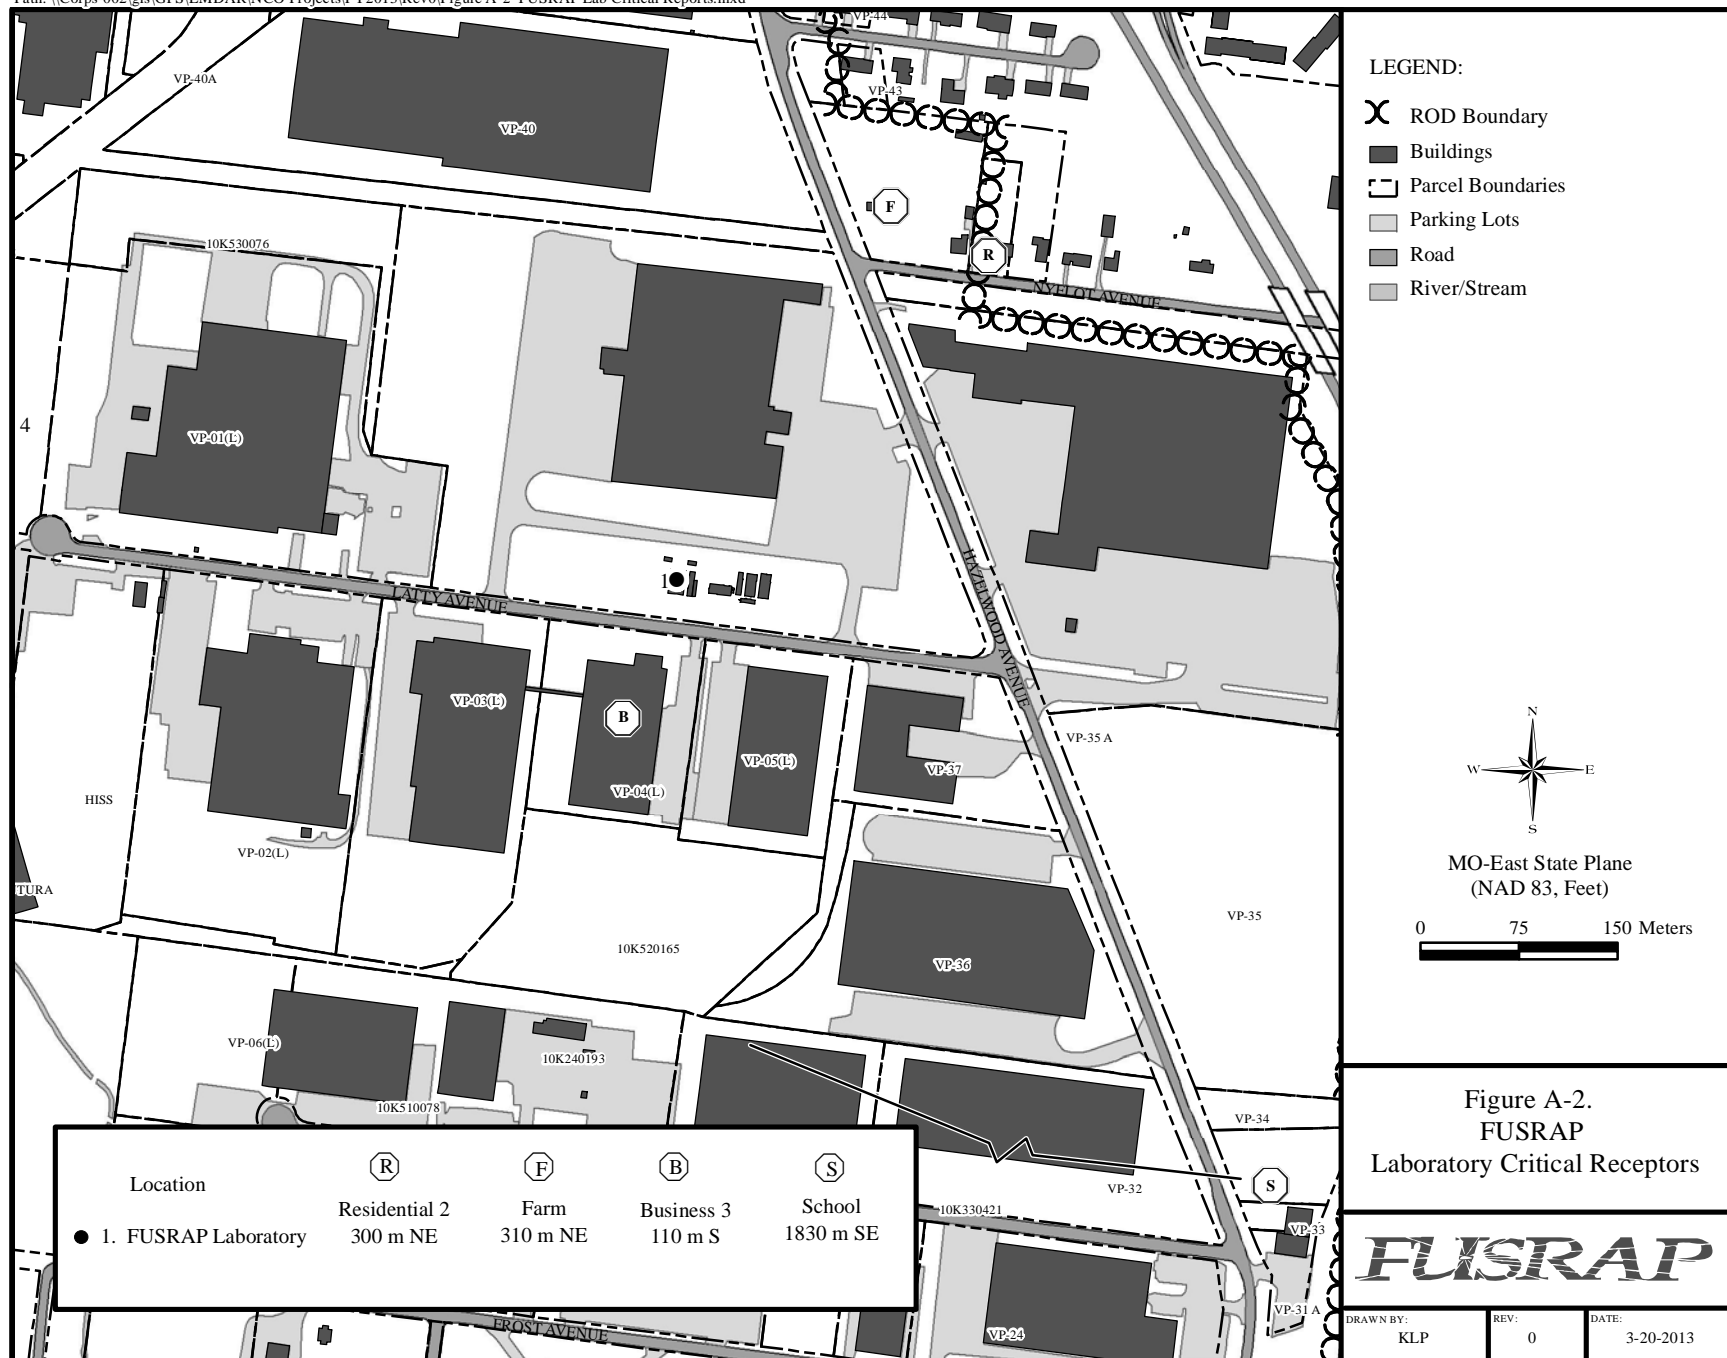 VP-44
VP-40A
VP-43
VP-40
F
10K530076
R
NYFLOT AVENUE
4
VP-01(L)
HAZELWOOD AVENUE
1
LATTY AVENUE
VP-03(L)
B
VP-35 A
VP-05(L)
VP-37
HISS
VP-04(L)
VP-02(L)
TURA
VP-35
10K520165
VP-36
VP-06(L)
10K240193
10K510078
VP-34
VP-32
S
10K330421
VP-33
VP-31 A
FROST AVENUE
VP-24
Location
R
F
B
S
Residential 2
Farm
Business 3
School
1. FUSRAP Laboratory
300 m NE
310 m NE
110 m S
1830 m SE
LEGEND:
ROD Boundary
Buildings
Parcel Boundaries
Parking Lots
Road
River/Stream
N
W
E
S
MO-East State Plane
(NAD 83, Feet)
0 75 150 Meters
Figure A-2.
FUSRAP
Laboratory Critical Receptors
FUSRAP
DRAWN BY:
KLP
REV:
0
DATE:
3-20-2013